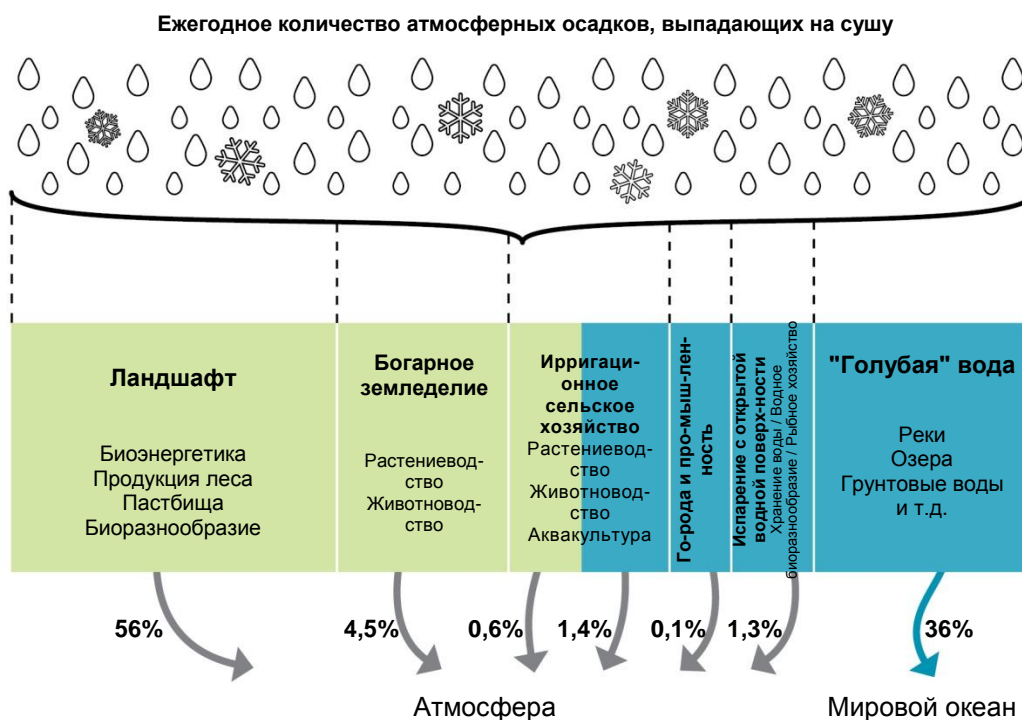 Ежегодное количество атмосферных осадков, выпадающих на сушу
Ландшафт
Биоэнергетика
Продукция леса
Пастбища
Биоразнообразие
Богарное
земледелие
Растениевод-
ство
Животновод-
ство
Ирригаци-
онное
сельское
хозяйство
Растениевод-
ство
Животновод-
ство
Аквакультура
Го-рода и про-мыш-лен-
ность
Испарение с открытой
водной поверх-ности
Хранение воды / Водное
биоразнообразие / Рыбное хозяйство
"Голубая" вода
Реки
Озера
Грунтовые воды
и т.д.
56%
4,5%
0,6%
1,4%
0,1%
1,3%
36%
Атмосфера
Мировой океан